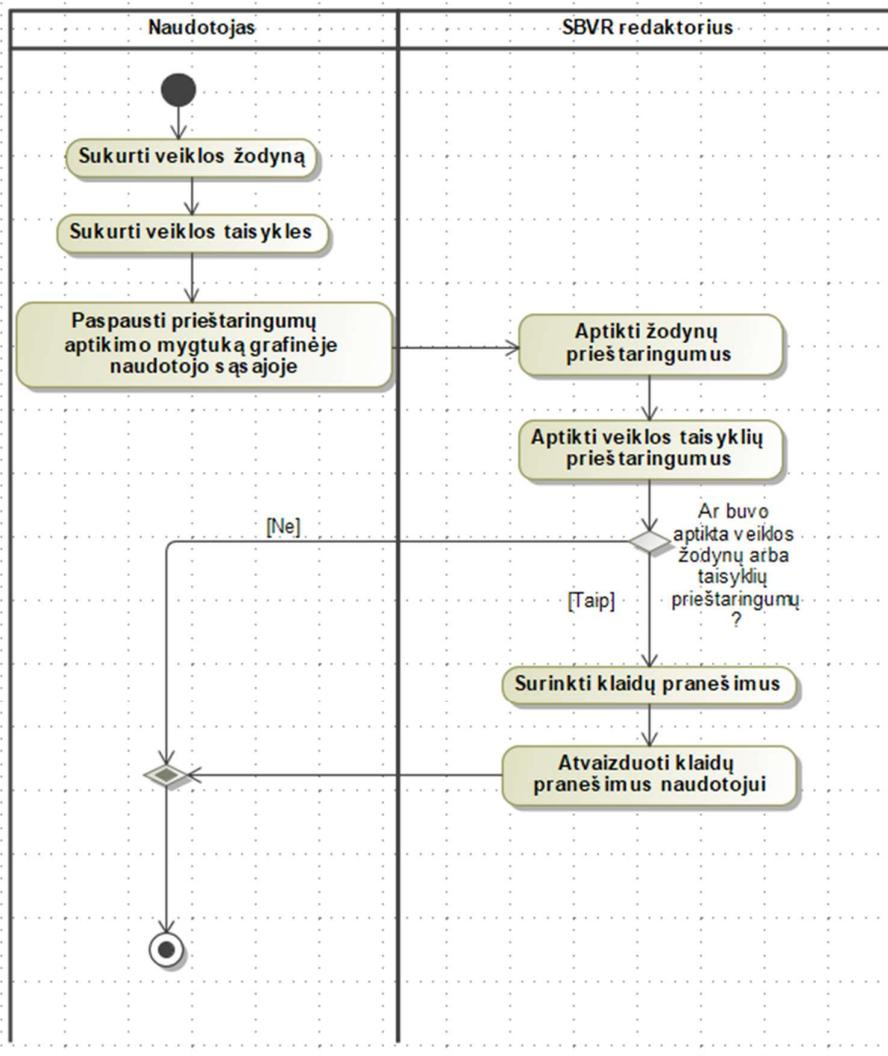 Naudotojas
SBVR redaktorius
Sukurti veiklos žodyną
Sukurti veiklos taisykles
Paspausti prieštaringumų
aptikimo mygtuką grafinėje
naudotojo sąsajoje
Aptikti žodynų
prieštaringumus
Aptikti veiklos taisyklių
prieštaringumus
[Ne]
Ar buvo
aptikta veiklos
žodynų arba
taisyklių
prieštaringumų
?
[Taip]
Surinkti klaidų pranešimus
Atvaizduoti klaidų
pranešimus naudotojui